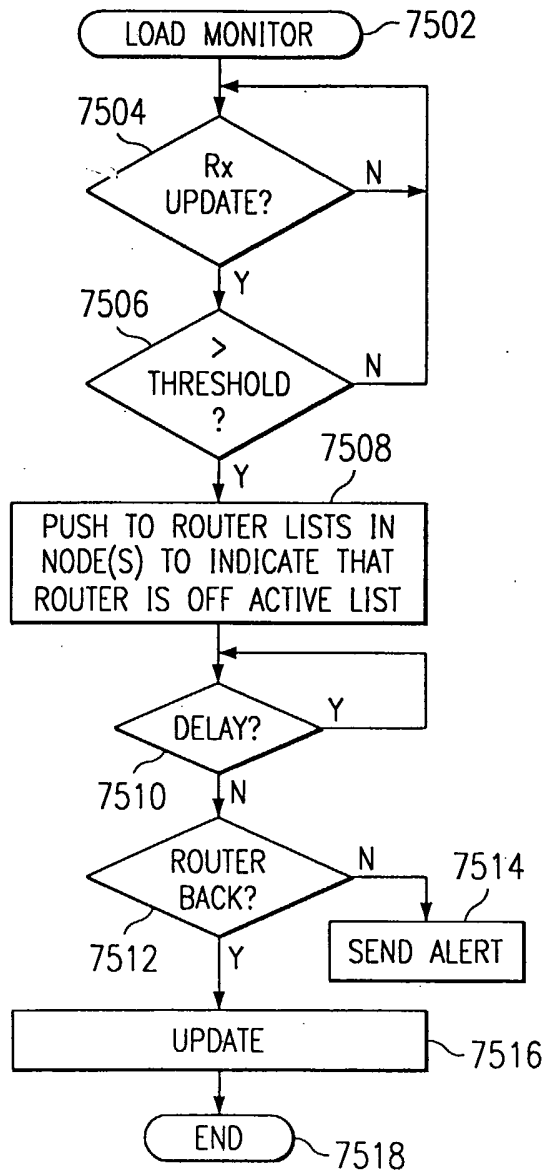 LOAD MONITOR
7502
7504
Rx
UPDATE?
N
Y
7506
>
THRESHOLD
?
N
Y
7508
PUSH TO ROUTER LISTS IN
NODE(S) TO INDICATE THAT
ROUTER IS OFF ACTIVE LIST
DELAY?
Y
7510
N
ROUTER
BACK?
N
7514
7512
Y
SEND ALERT
UPDATE
7516
END
7518